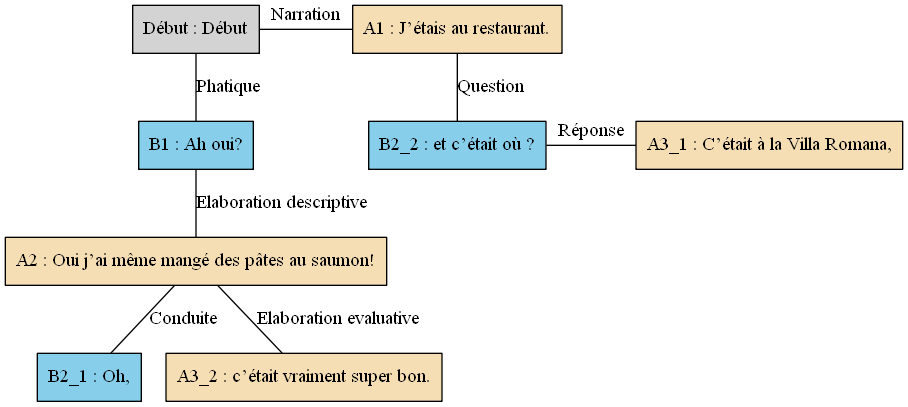 Début : Début
Narration
A1 : J’étais au restaurant.
Phatique
Question
B1 : Ah oui?
B2_2 : et c’était où ?
Réponse
A3_1 : C’était à la Villa Romana,
Elaboration descriptive
A2 : Oui j’ai même mangé des pâtes au saumon!
Conduite
Elaboration evaluative
B2_1 : Oh,
A3_2 : c’était vraiment super bon.